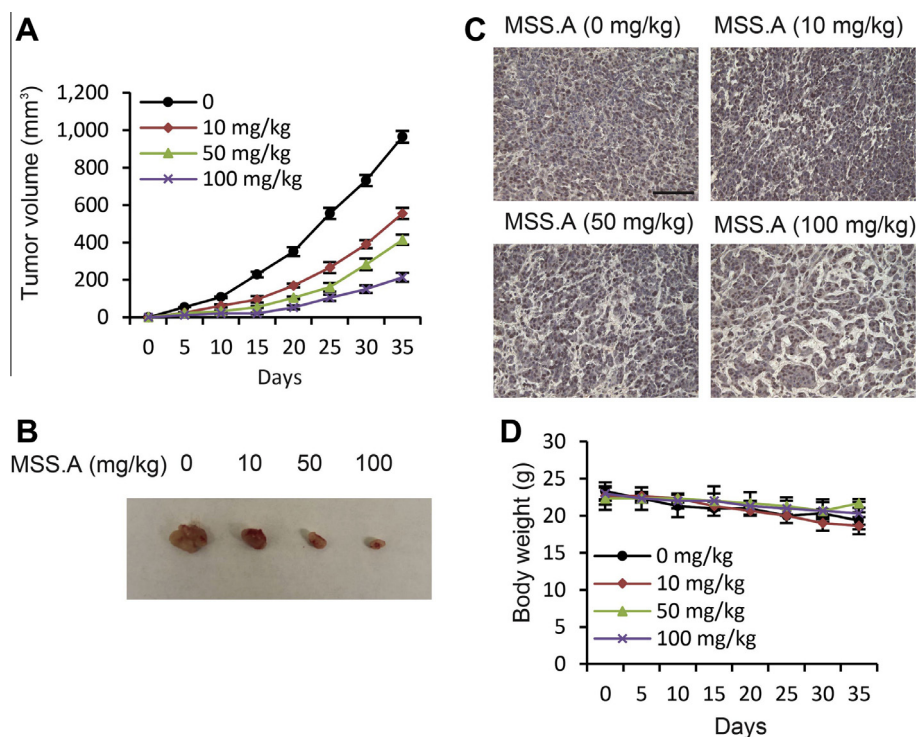 A
Tumor volume (mm³)
1,200
1,000
800
600
400
200
0
0
10 mg/kg
50 mg/kg
100 mg/kg
0 5 10 15 20 25 30 35
Days
B
MSS.A (mg/kg) 0 10 50 100
C
MSS.A (0 mg/kg) MSS.A (10 mg/kg)
MSS.A (50 mg/kg) MSS.A (100 mg/kg)
D
Body weight (g)
30
25
20
15
10
5
0
0 mg/kg
10 mg/kg
50 mg/kg
100 mg/kg
0 5 10 15 20 25 30 35
Days